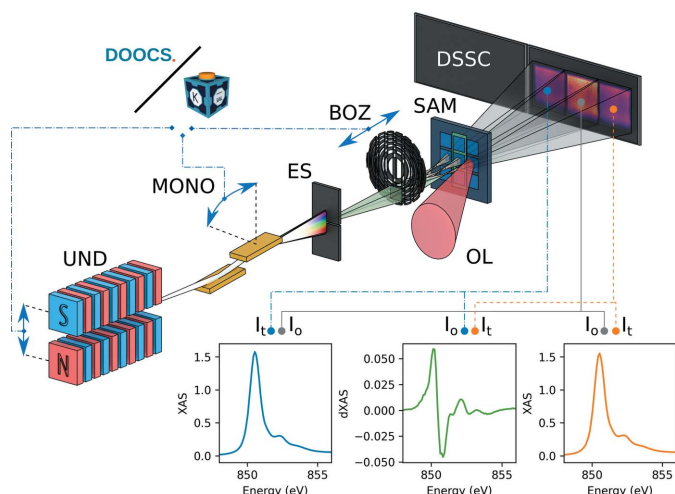 DOOCS.
K
DSSC
BOZ
SAM
MONO
ES
UND
OL
S
N
It
Io
Io
It
Io
It
XAS
1.5
1.0
0.5
0.0
850
855
Energy (eV)
dXAS
0.050
0.025
0.000
−0.025
−0.050
850
855
Energy (eV)
XAS
1.5
1.0
0.5
0.0
850
855
Energy (eV)